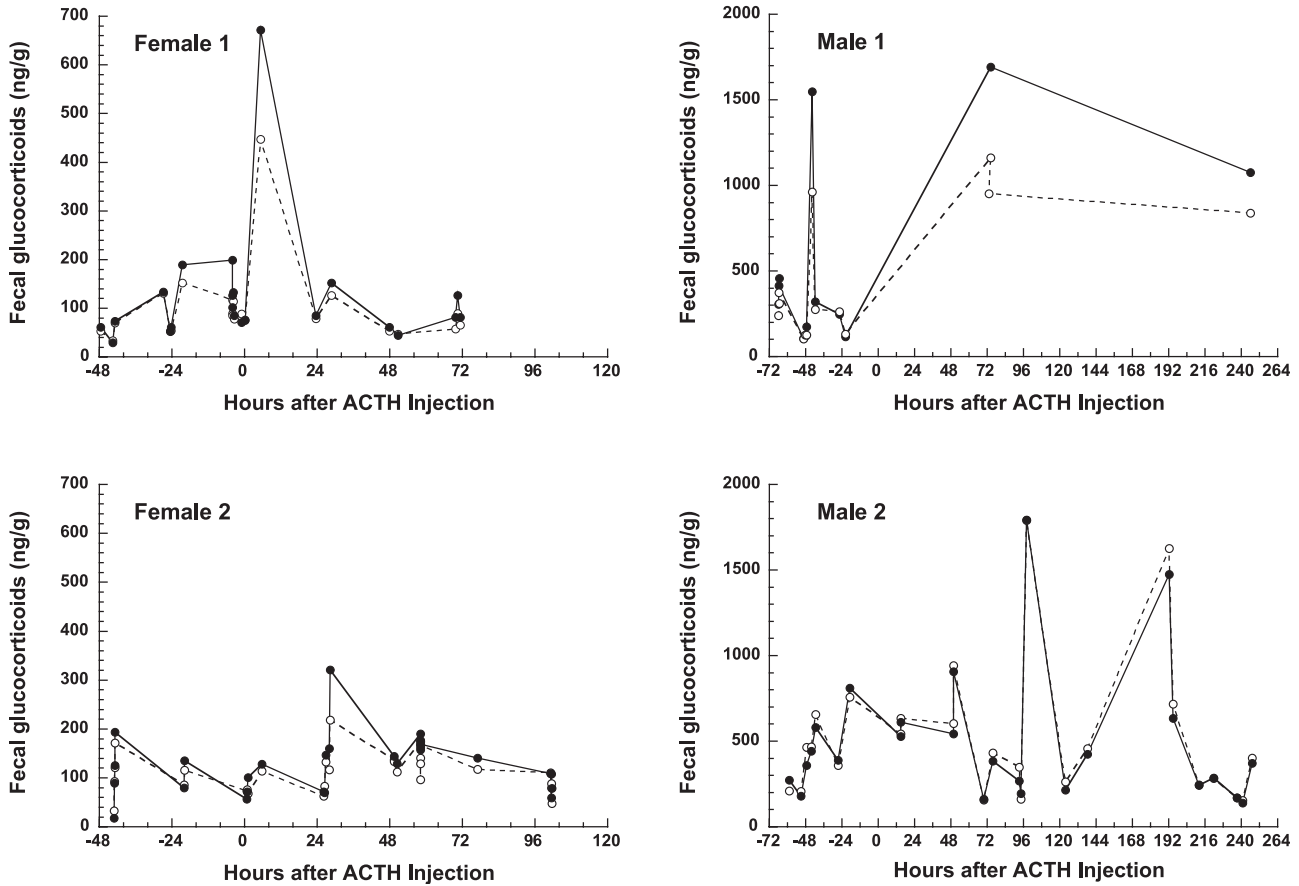 Female 1
Fecal glucocorticoids (ng/g)
700
600
500
400
300
200
100
0
-48 -24 0 24 48 72 96 120
Hours after ACTH Injection
Male 1
Fecal glucocorticoids (ng/g)
2000
1500
1000
500
0
-72 -48 -24 0 24 48 72 96 120 144 168 192 216 240 264
Hours after ACTH Injection
Female 2
Fecal glucocorticoids (ng/g)
700
600
500
400
300
200
100
0
-48 -24 0 24 48 72 96 120
Hours after ACTH Injection
Male 2
Fecal glucocorticoids (ng/g)
2000
1500
1000
500
0
-72 -48 -24 0 24 48 72 96 120 144 168 192 216 240 264
Hours after ACTH Injection